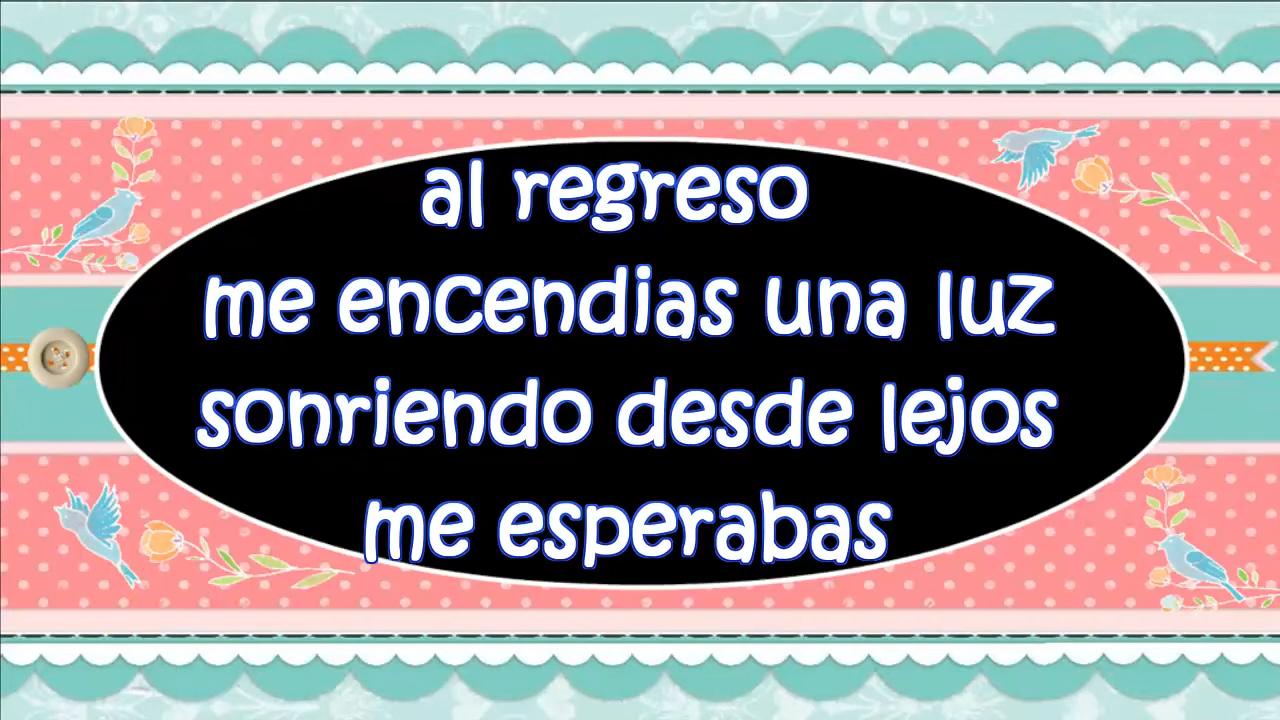 al regreso
me encendias una luz
sonriendo desde lejos
me esperabas